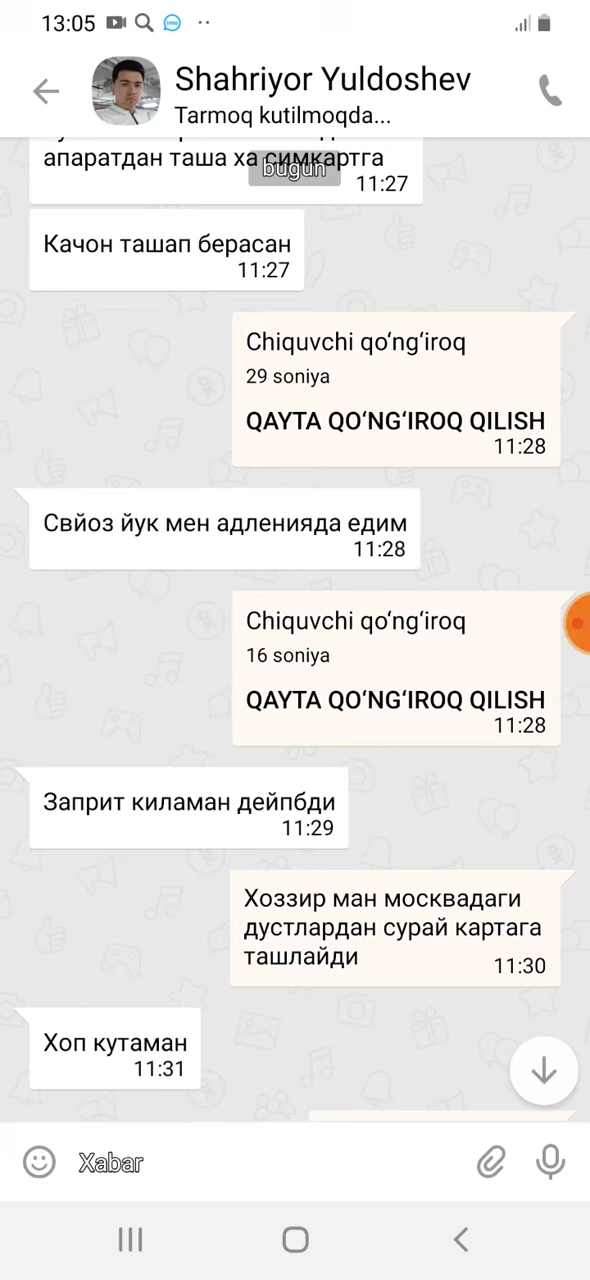 13:05
Shahriyor Yuldoshev
Tarmoq kutilmoqda...
апаратдан таша ха симкартга
bugun
11:27
Качон ташап берасан
11:27
Chiquvchi qo‘ng‘iroq
29 soniya
QAYTA QO‘NG‘IROQ QILISH
11:28
Свйоз йук мен адленияда едим
11:28
Chiquvchi qo‘ng‘iroq
16 soniya
QAYTA QO‘NG‘IROQ QILISH
11:28
Заприт киламан дейпбди
11:29
Хоззир ман москвадаги
дустлардан сурай картага
ташлайди
11:30
Хоп кутаман
11:31
Xabar